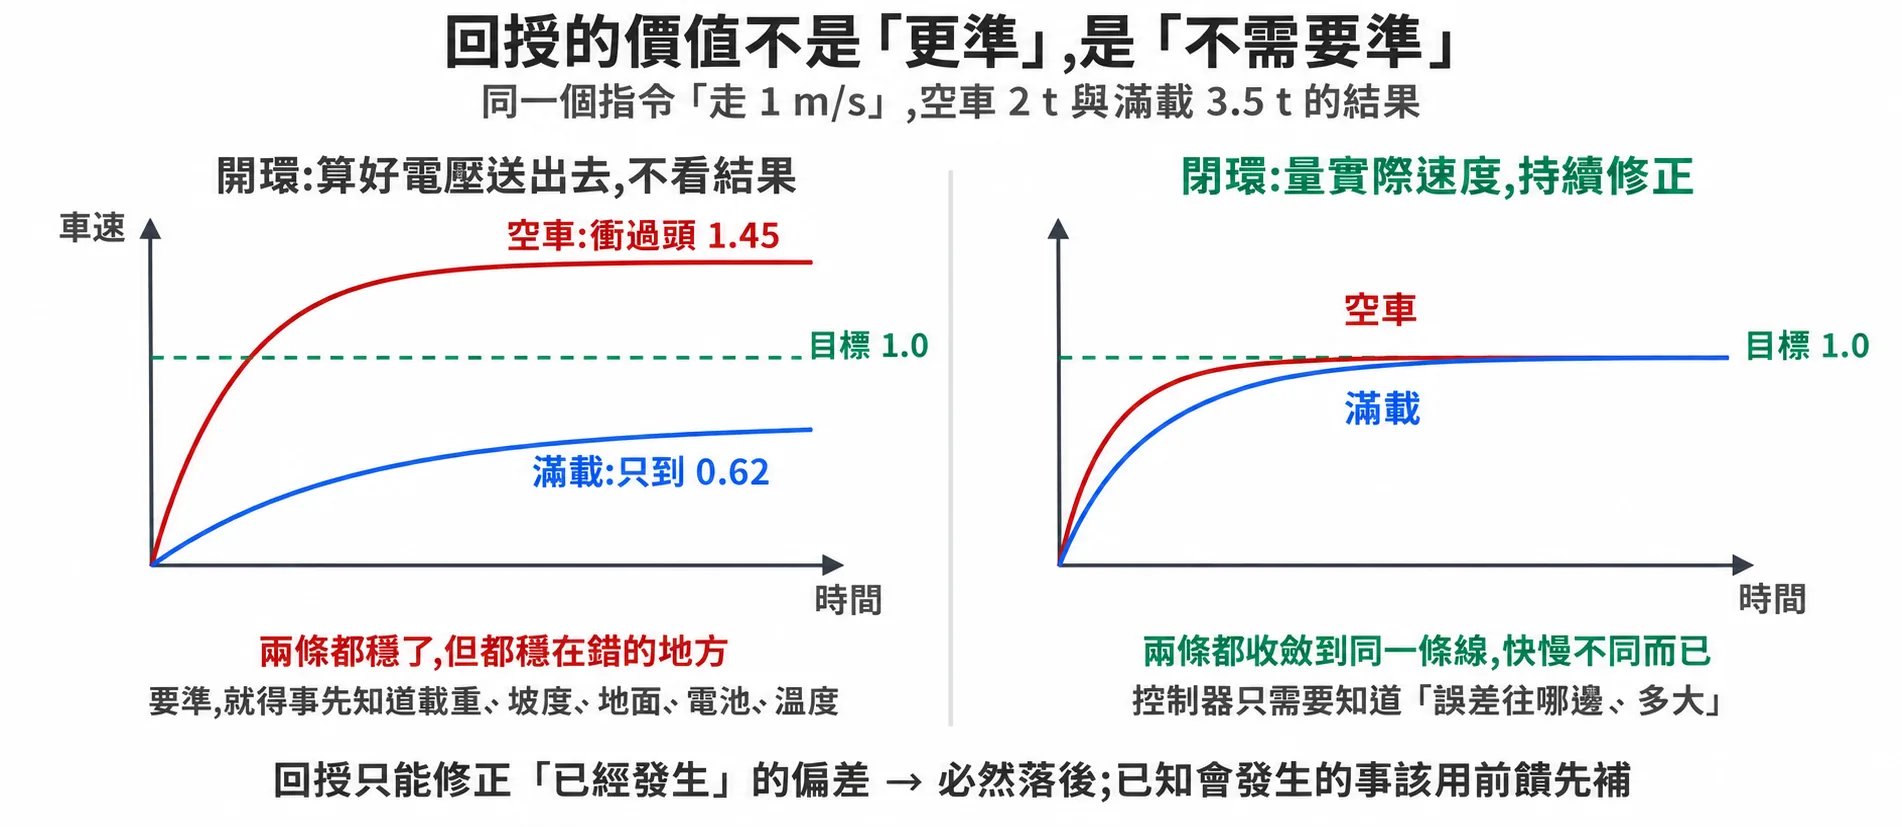 回授的價值不是「更準」,是「不需要準」
同一個指令「走 1 m/s」,空車 2 t 與滿載 3.5 t 的結果
開環:算好電壓送出去,不看結果
車速
空車:衝過頭 1.45
目標 1.0
滿載:只到 0.62
時間
兩條都穩了,但都穩在錯的地方
要準,就得事先知道載重、坡度、地面、電池、溫度
閉環:量實際速度,持續修正
空車
目標 1.0
滿載
時間
兩條都收斂到同一條線,快慢不同而已
控制器只需要知道「誤差往哪邊、多大」
回授只能修正「已經發生」的偏差 → 必然落後;已知會發生的事該用前饋先補